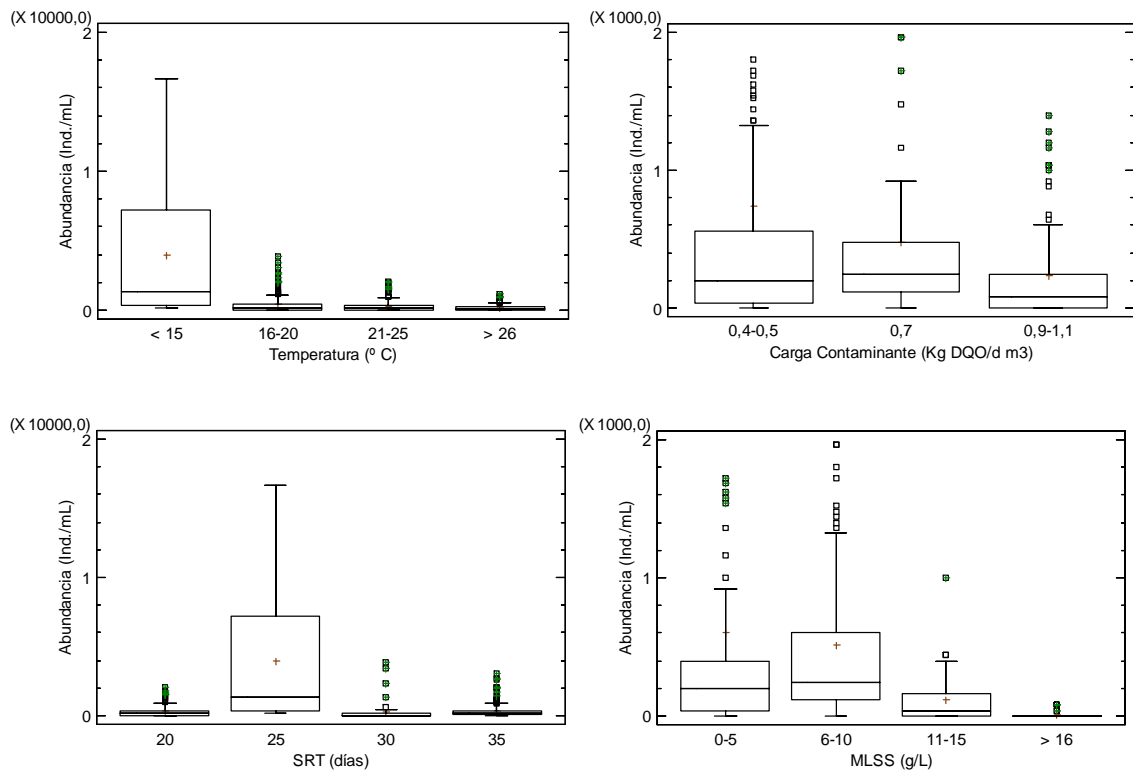 (X 10000,0)
Abundancia (Ind./mL)
2
1
0
< 15 16-20 21-25 > 26
Temperatura (º C)
(X 1000,0)
Abundancia (Ind./mL)
2
1
0
0,4-0,5 0,7 0,9-1,1
Carga Contaminante (Kg DQO/d m3)
(X 10000,0)
Abundancia (Ind./mL)
2
1
0
20 25 30 35
SRT (días)
(X 1000,0)
Abundancia (Ind./mL)
2
1
0
0-5 6-10 11-15 > 16
MLSS (g/L)